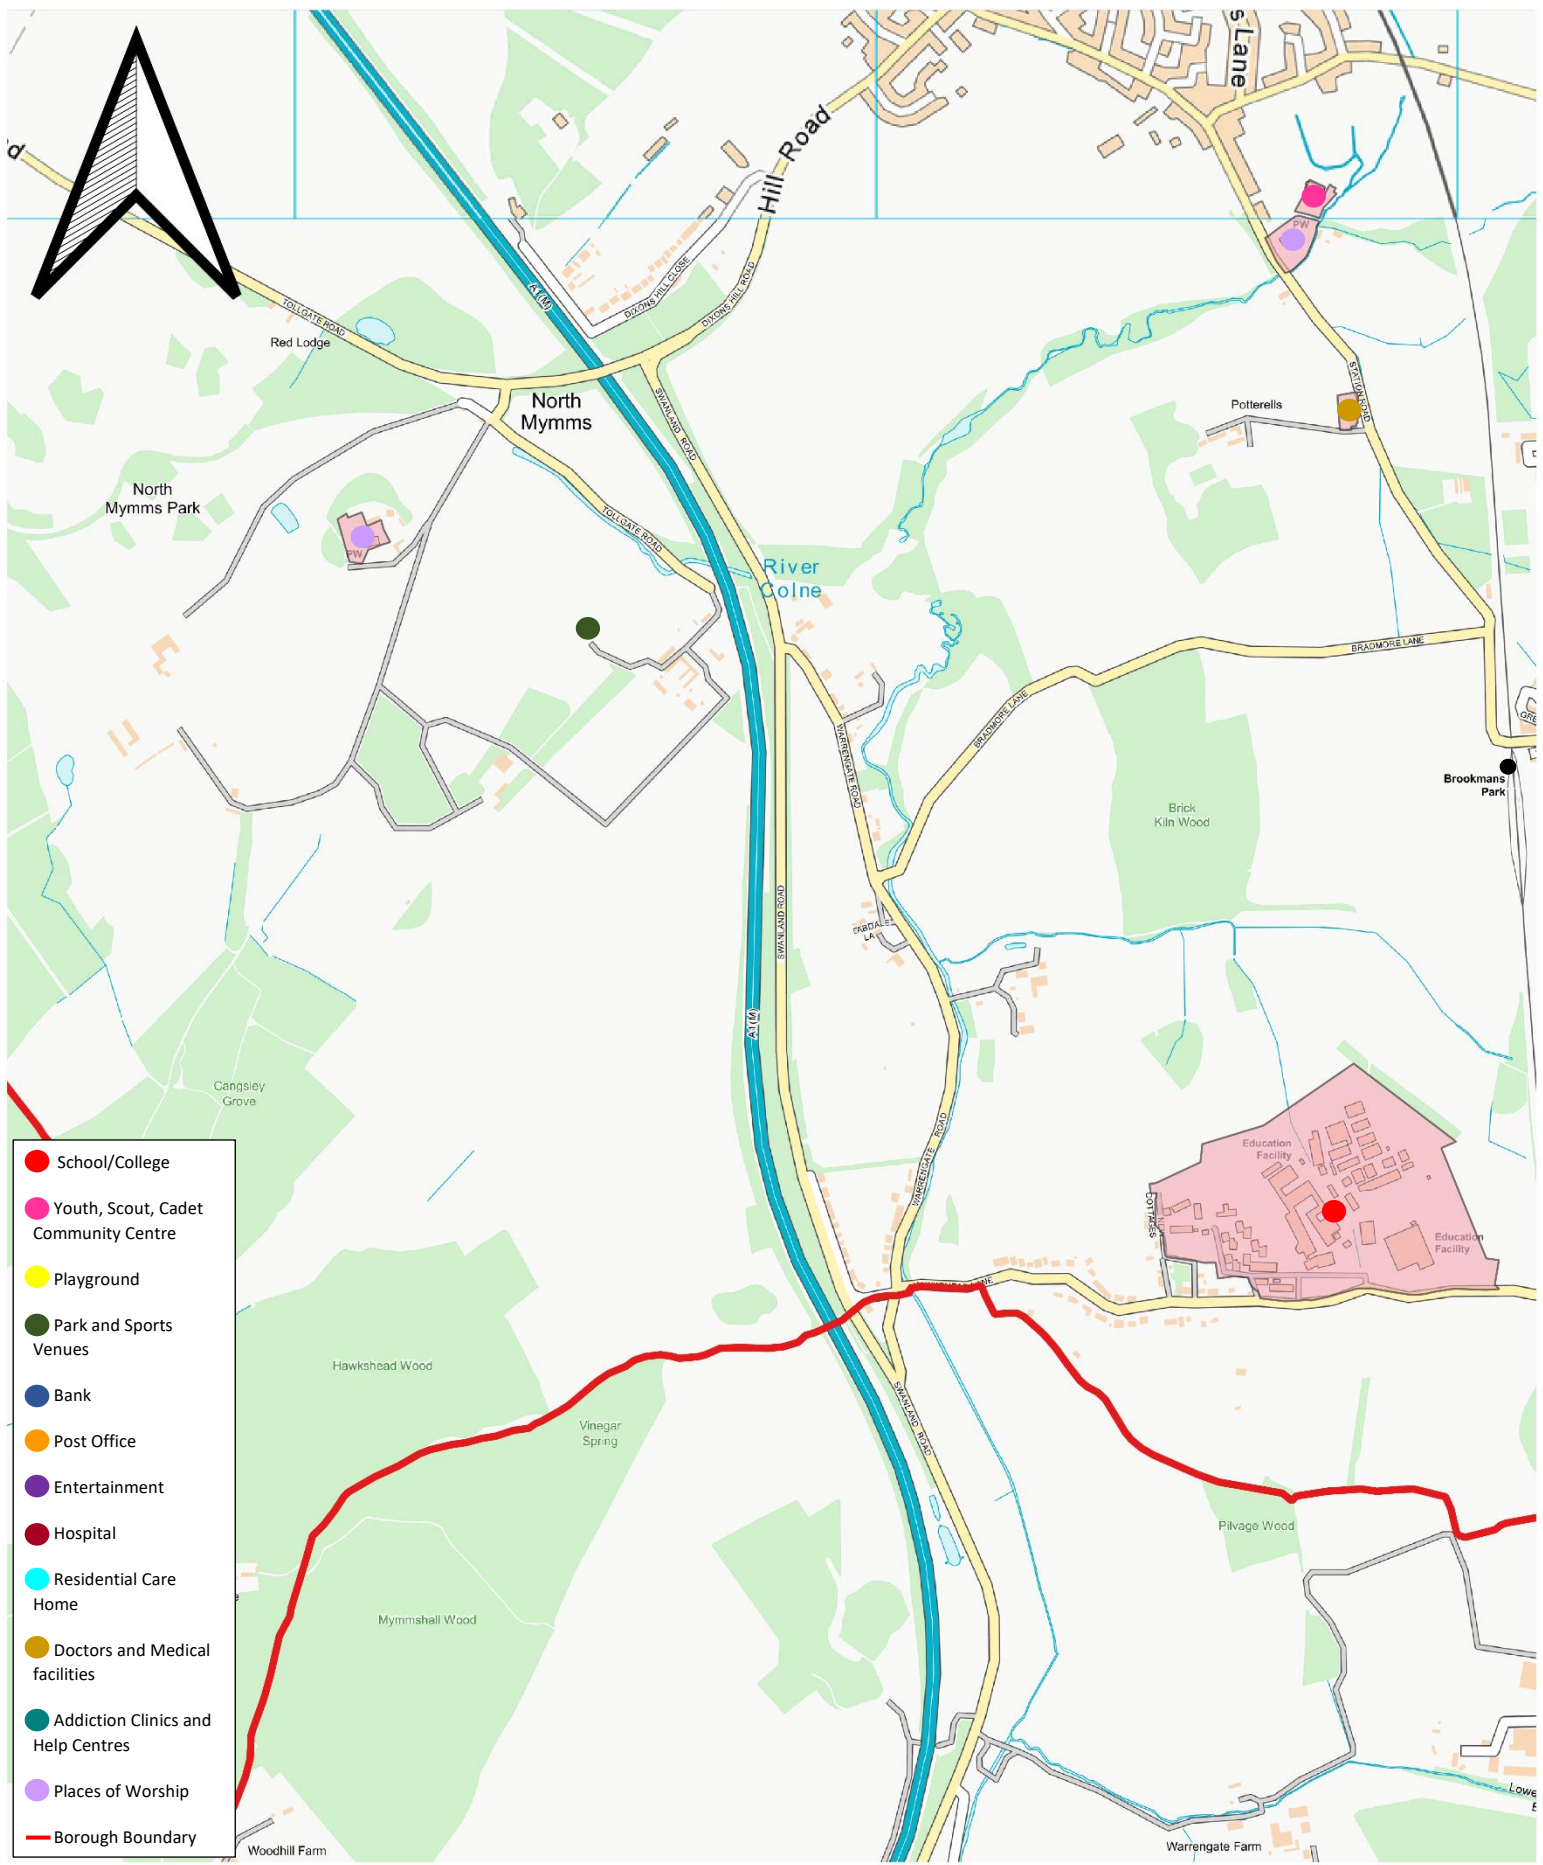 s Lane
Hill Road
d
DIXONS HILL CLOSE
DIXONS HILL ROAD
A1(M)
PW
TOLLGATE ROAD
Red Lodge
North
Mymms
SWANLAND ROAD
STATION ROAD
Potterells
North
Mymms Park
PW
TOLLGATE ROAD
River
Colne
BRADMORE LANE
BRADMORE LANE
GRE
WARRENGATE ROAD
Brookmans
Park
Brick
Kiln Wood
SWANLAND ROAD
LA
A1(M)
Cangsley
Grove
WARRENGATE ROAD
Education
Facility
COTTAGES
Education
Facility
LANE
Hawkshead Wood
Vinegar
Spring
SWANLAND ROAD
Pilvage Wood
Mymmshall Wood
Lowe
Woodhill Farm
Warrengate Farm
School/College
Youth, Scout, Cadet
Community Centre
Playground
Park and Sports
Venues
Bank
Post Office
Entertainment
Hospital
Residential Care
Home
Doctors and Medical
facilities
Addiction Clinics and
Help Centres
Places of Worship
Borough Boundary